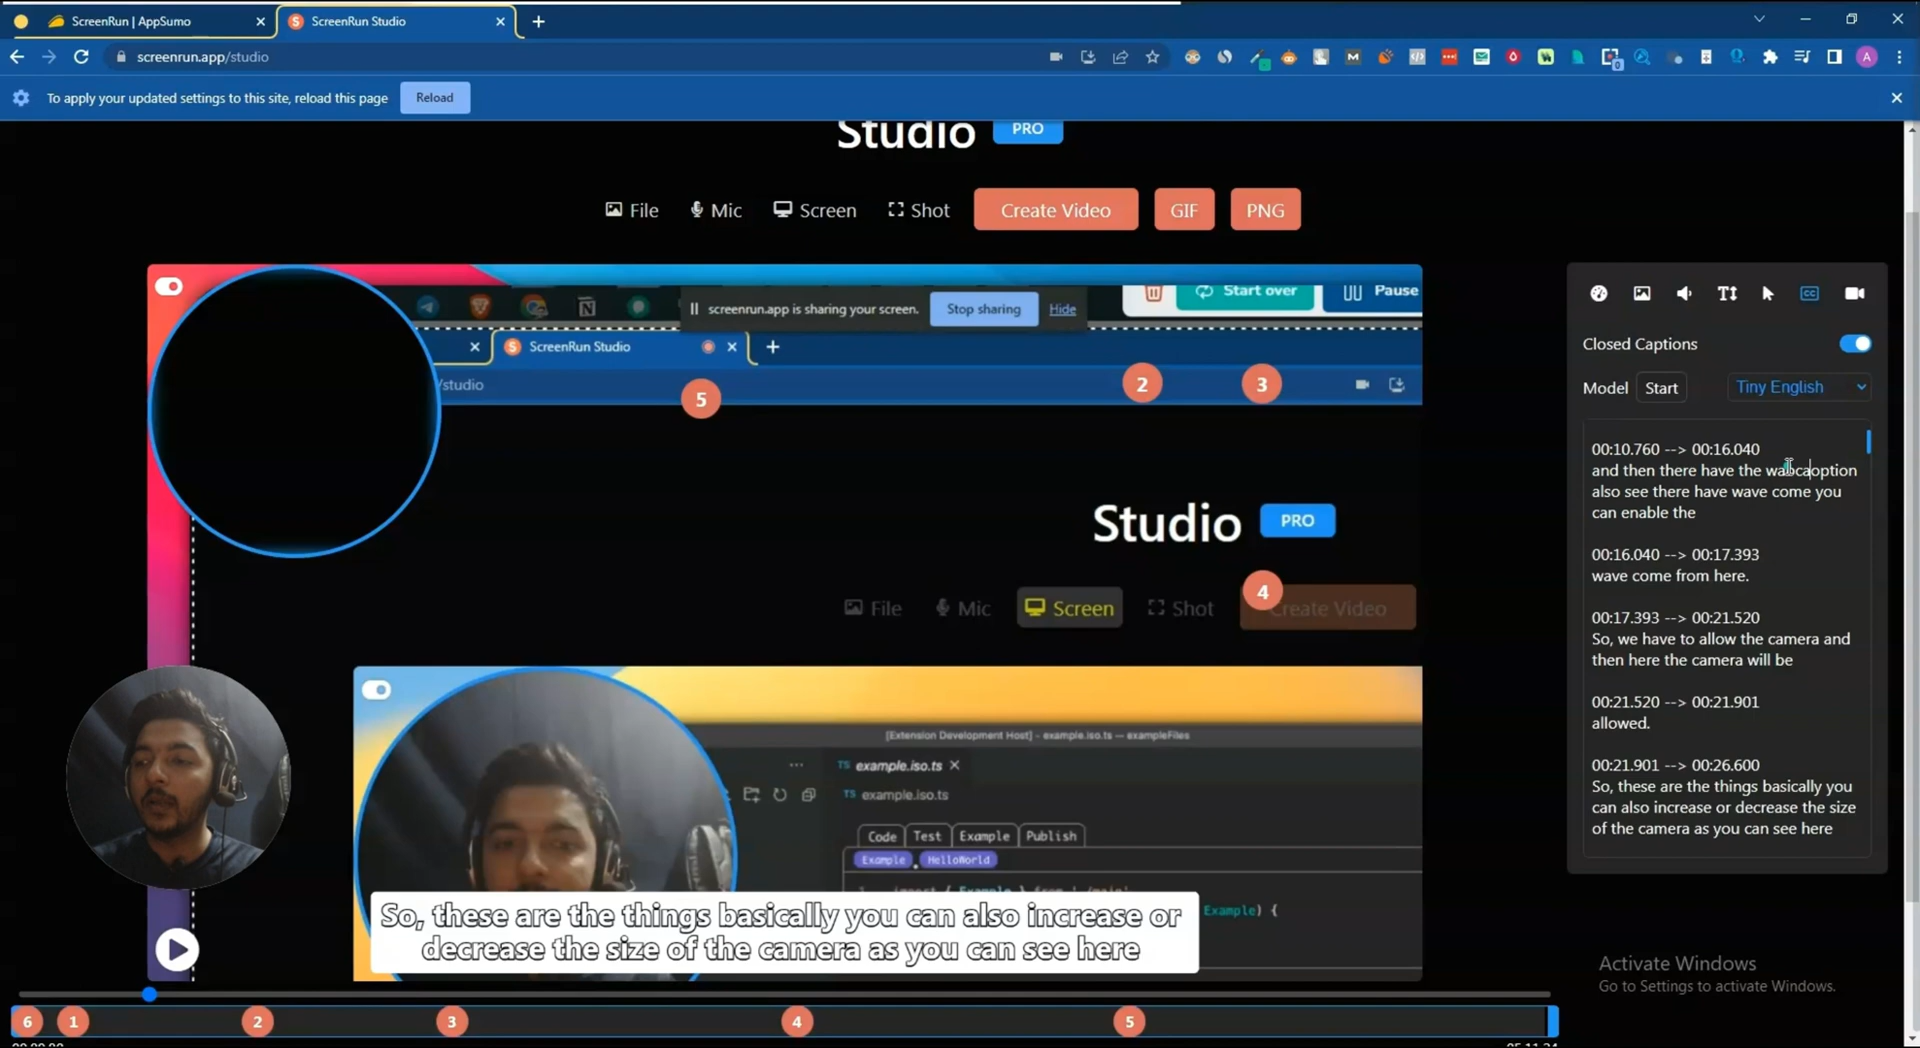 ScreenRun | AppSumo
ScreenRun Studio
screenrun.app/studio
To apply your updated settings to this site, reload this page
Reload
Studio
PRO
File
Mic
Screen
Shot
Create Video
GIF
PNG
screenrun.app is sharing your screen.
Stop sharing
Hide
Start over
Pause
ScreenRun Studio
/studio
5
2
3
Studio
PRO
4
File
Mic
Screen
Shot
Create Video
[Extension Development Host] - example.iso.ts — exampleFiles
TS example.iso.ts
TS example.iso.ts
Code
Test
Example
Publish
Example
HelloWorld
Example) {
So, these are the things basically you can also increase or
decrease the size of the camera as you can see here
CC
Closed Captions
Model
Start
Tiny English
00:10.760 --> 00:16.040
also see there have wave come you
can enable the
00:16.040 --> 00:17.393
wave come from here.
00:17.393 --> 00:21.520
So, we have to allow the camera and
then here the camera will be
00:21.520 --> 00:21.901
allowed.
00:21.901 --> 00:26.600
So, these are the things basically you
can also increase or decrease the size
of the camera as you can see here
Activate Windows
Go to Settings to activate Windows.
6
1
2
3
4
5